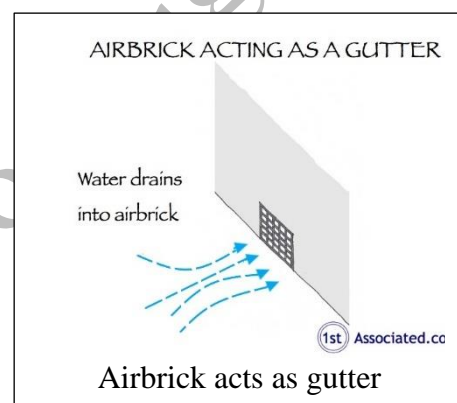 AIRBRICK ACTING AS A GUTTER
Water drains
into airbrick
1st Associated.co
Airbrick acts as gutter